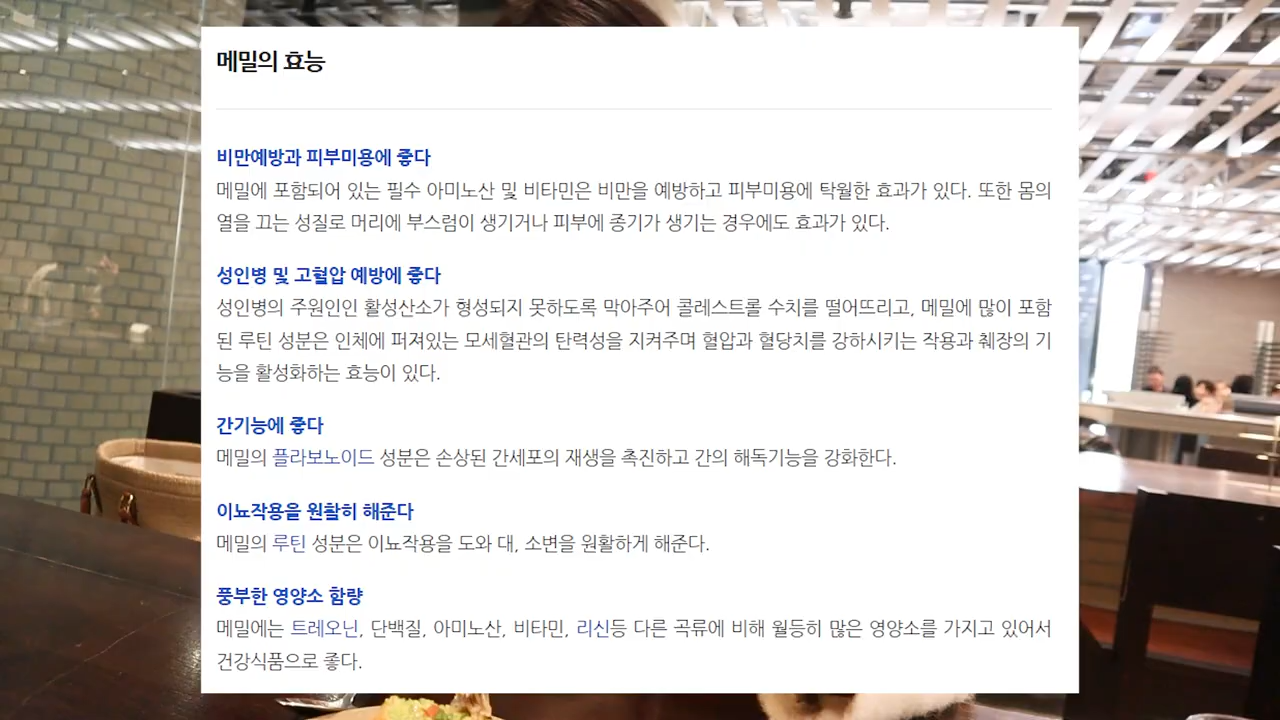 메밀의 효능
비만예방과 피부미용에 좋다
메밀에 포함되어 있는 필수 아미노산 및 비타민은 비만을 예방하고 피부미용에 탁월한 효과가 있다. 또한 몸의
열을 끄는 성질로 머리에 부스럼이 생기거나 피부에 종기가 생기는 경우에도 효과가 있다.
성인병 및 고혈압 예방에 좋다
성인병의 주원인인 활성산소가 형성되지 못하도록 막아주어 콜레스트롤 수치를 떨어뜨리고, 메밀에 많이 포함
된 루틴 성분은 인체에 퍼져있는 모세혈관의 탄력성을 지켜주며 혈압과 혈당치를 강하시키는 작용과 췌장의 기
능을 활성화하는 효능이 있다.
간기능에 좋다
메밀의 플라보노이드 성분은 손상된 간세포의 재생을 촉진하고 간의 해독기능을 강화한다.
이뇨작용을 원활히 해준다
메밀의 루틴 성분은 이뇨작용을 도와 대, 소변을 원활하게 해준다.
풍부한 영양소 함량
메밀에는 트레오닌, 단백질, 아미노산, 비타민, 리신등 다른 곡류에 비해 월등히 많은 영양소를 가지고 있어서
건강식품으로 좋다.